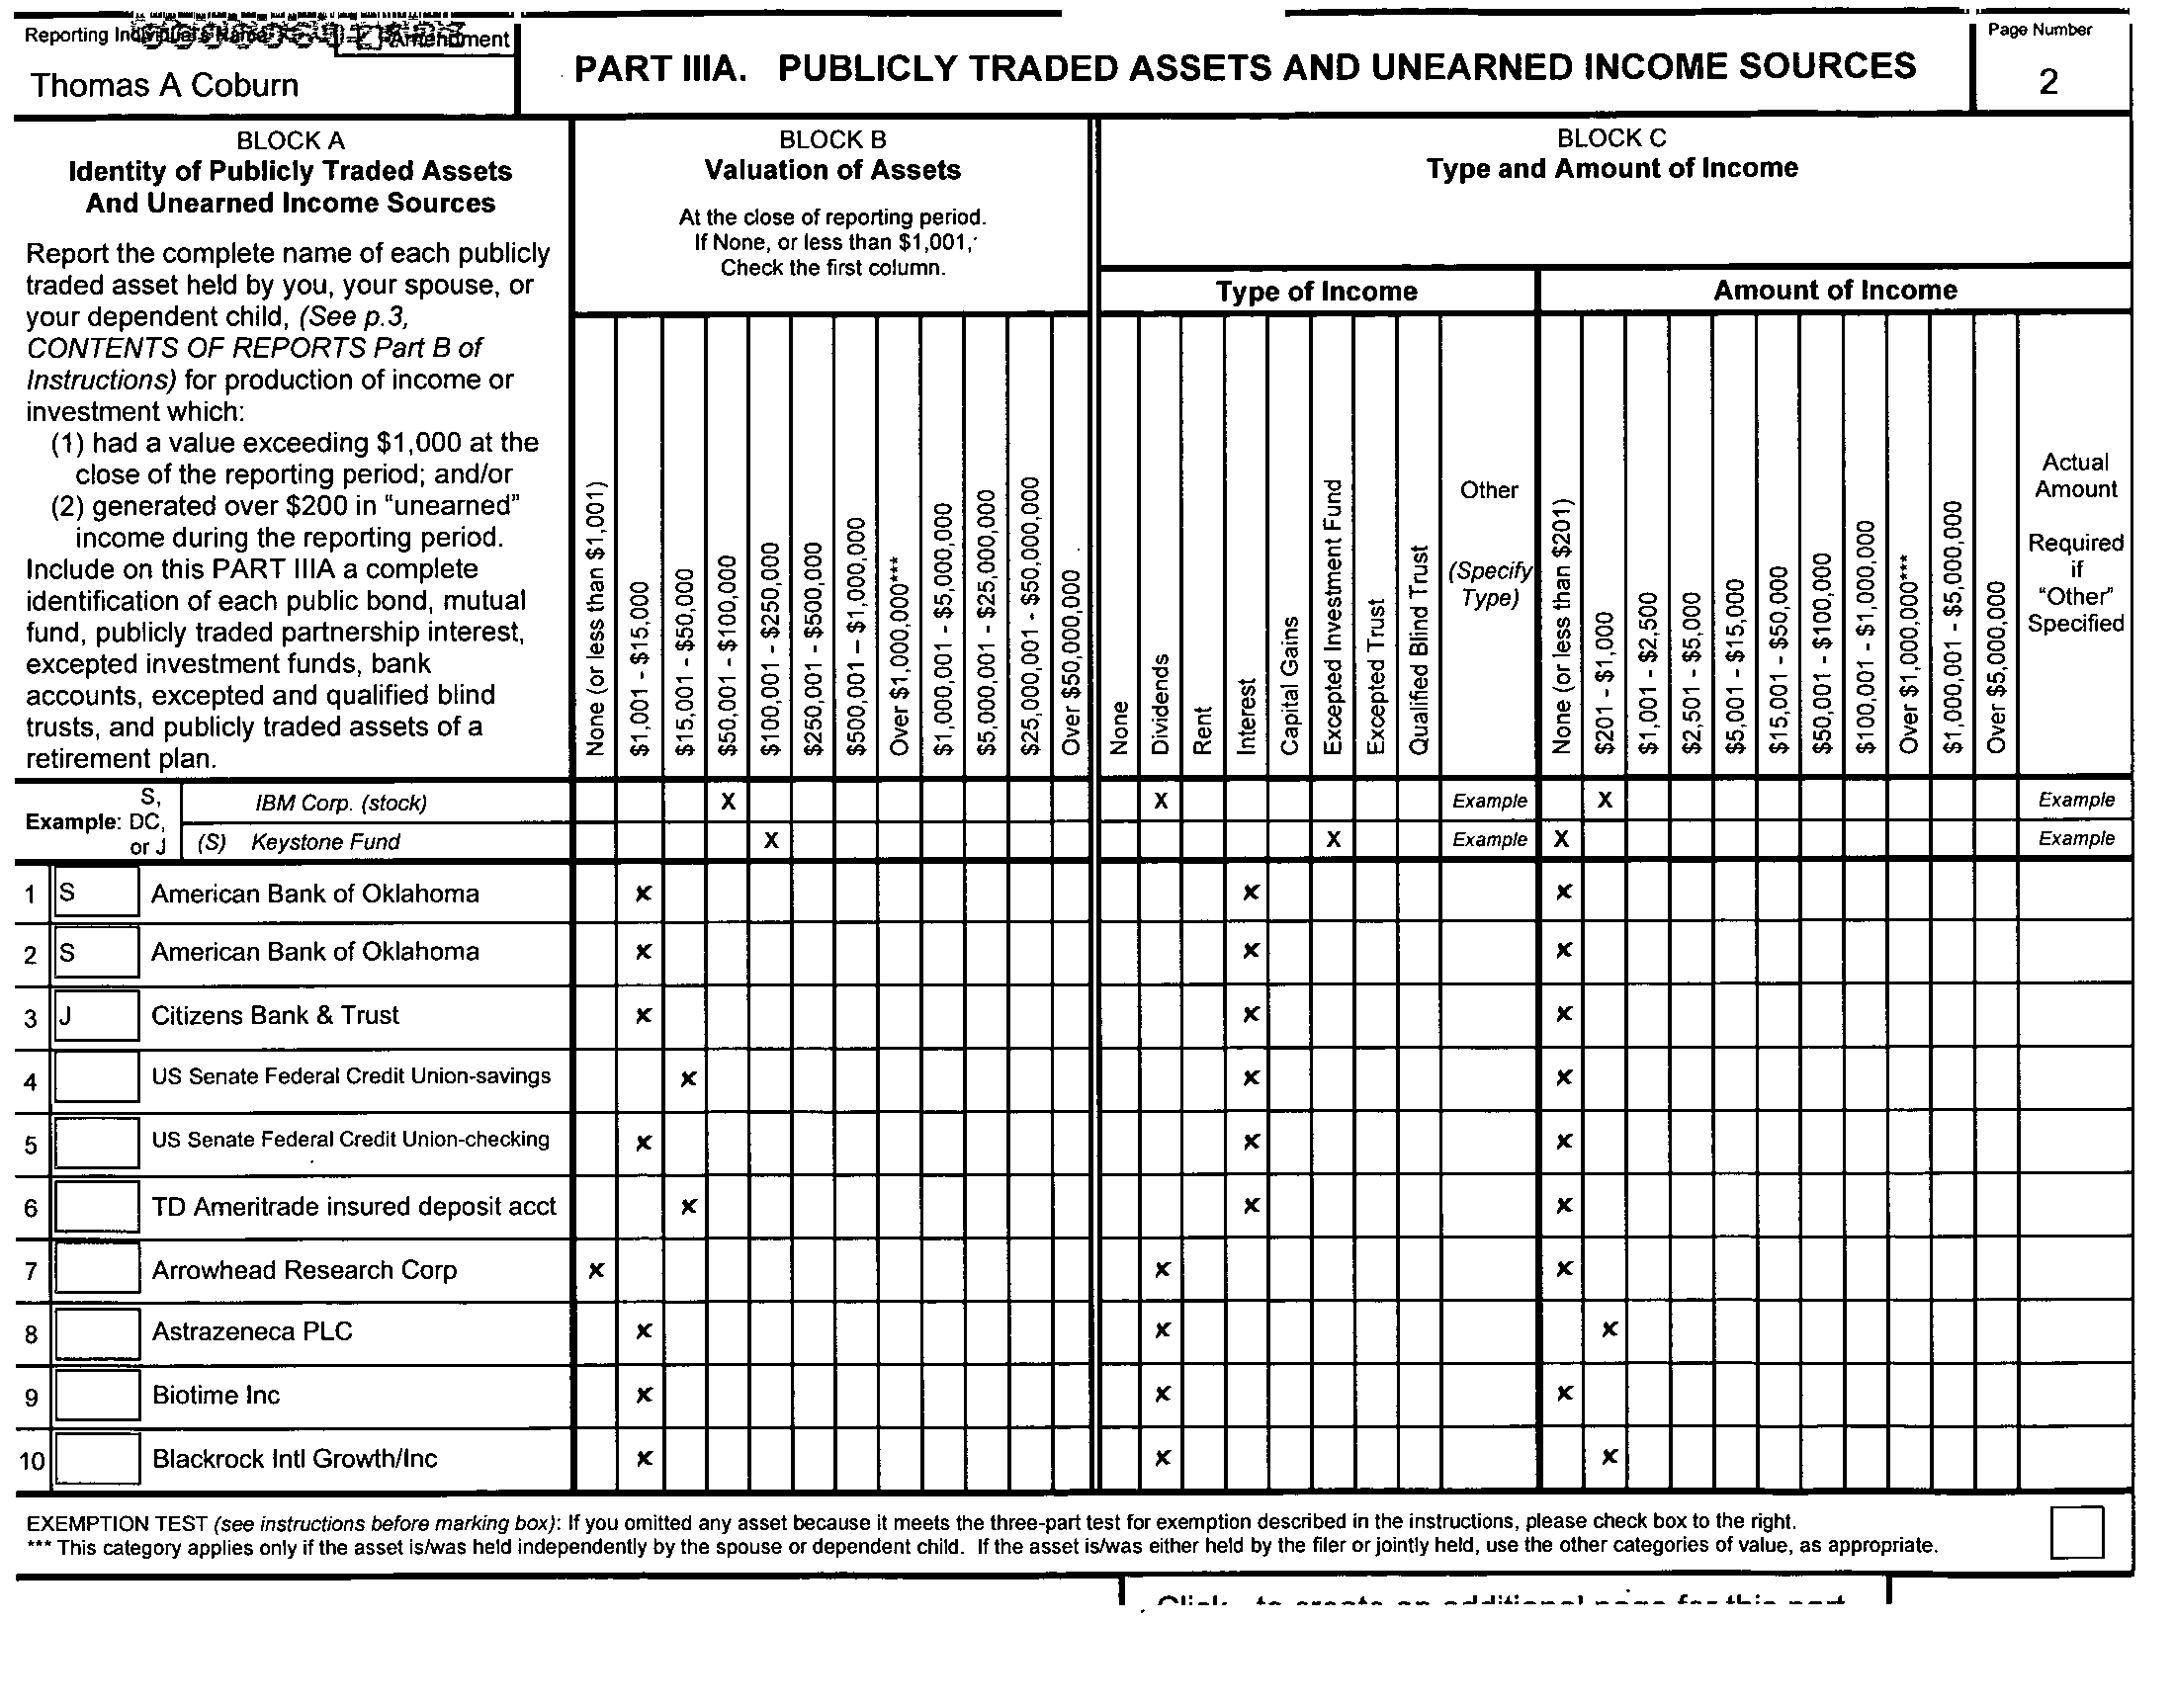 Reporting Individual's Name
Amendment
Thomas A Coburn
PART IIIA. PUBLICLY TRADED ASSETS AND UNEARNED INCOME SOURCES
Page Number
2
BLOCK A
Identity of Publicly Traded Assets
And Unearned Income Sources
Report the complete name of each publicly
traded asset held by you, your spouse, or
your dependent child, (See p.3,
CONTENTS OF REPORTS Part B of
Instructions) for production of income or
investment which:
(1) had a value exceeding $1,000 at the
close of the reporting period; and/or
(2) generated over $200 in "unearned"
income during the reporting period.
Include on this PART IIIA a complete
identification of each public bond, mutual
fund, publicly traded partnership interest,
excepted investment funds, bank
accounts, excepted and qualified blind
trusts, and publicly traded assets of a
retirement plan.
BLOCK B
Valuation of Assets
At the close of reporting period.
If None, or less than $1,001,
Check the first column.
None (or less than $1,001)
$1,001 - $15,000
$15,001 - $50,000
$50,001 - $100,000
$100,001 - $250,000
$250,001 - $500,000
$500,001 – $1,000,000
Over $1,000,000***
$1,000,001 - $5,000,000
$5,000,001 - $25,000,000
$25,000,001 - $50,000,000
Over $50,000,000
BLOCK C
Type and Amount of Income
Type of Income
None
Dividends
Rent
Interest
Capital Gains
Excepted Investment Fund
Excepted Trust
Qualified Blind Trust
Other
(Specify
Type)
Amount of Income
None (or less than $201)
$201 - $1,000
$1,001 - $2,500
$2,501 - $5,000
$5,001 - $15,000
$15,001 - $50,000
$50,001 - $100,000
$100,001 - $1,000,000
Over $1,000,000***
$1,000,001 - $5,000,000
Over $5,000,000
Actual
Amount
Required
if
"Other"
Specified
Example: S, DC, or J
IBM Corp. (stock) X X Example X Example
(S) Keystone Fund X X Example X Example
1 S American Bank of Oklahoma x x x
2 S American Bank of Oklahoma x x x
3 J Citizens Bank & Trust x x x
4 US Senate Federal Credit Union-savings x x x
5 US Senate Federal Credit Union-checking x x x
6 TD Ameritrade insured deposit acct x x x
7 Arrowhead Research Corp x x x
8 Astrazeneca PLC x x x
9 Biotime Inc x x x
10 Blackrock Intl Growth/Inc x x x
EXEMPTION TEST (see instructions before marking box): If you omitted any asset because it meets the three-part test for exemption described in the instructions, please check box to the right.
*** This category applies only if the asset is/was held independently by the spouse or dependent child. If the asset is/was either held by the filer or jointly held, use the other categories of value, as appropriate.